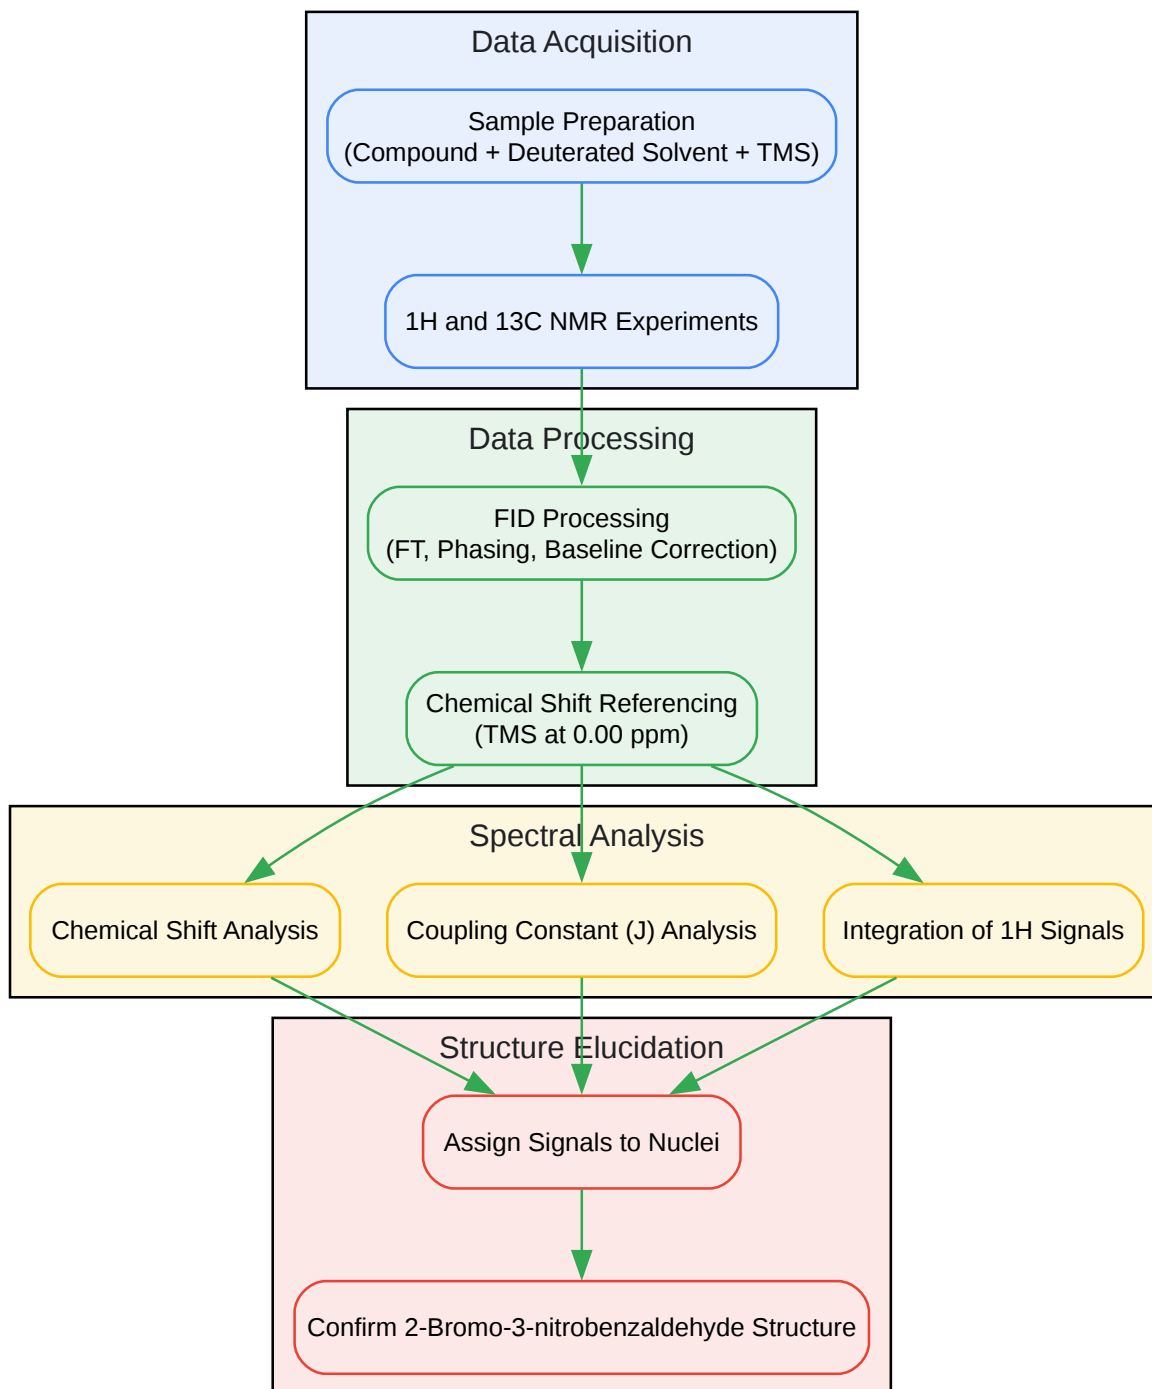 Data Acquisition
Sample Preparation
(Compound + Deuterated Solvent + TMS)
1H and 13C NMR Experiments
Data Processing
FID Processing
(FT, Phasing, Baseline Correction)
Chemical Shift Referencing
(TMS at 0.00 ppm)
Spectral Analysis
Chemical Shift Analysis
Coupling Constant (J) Analysis
Integration of 1H Signals
Structure Elucidation
Assign Signals to Nuclei
Confirm 2-Bromo-3-nitrobenzaldehyde Structure